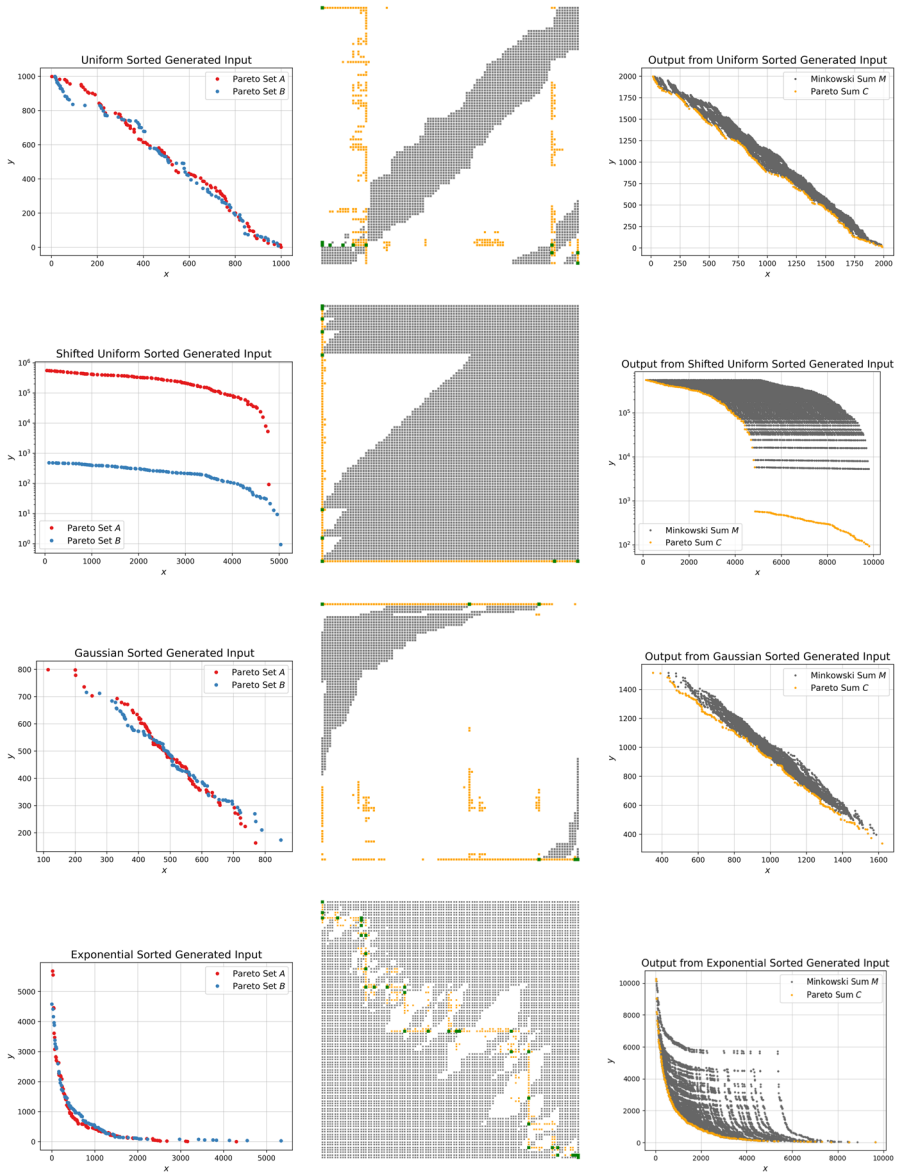 Uniform Sorted Generated Input
Pareto Set A
Pareto Set B
1000
800
600
400
200
0
y
0 200 400 600 800 1000
x
Output from Uniform Sorted Generated Input
Minkowski Sum M
Pareto Sum C
2000
1750
1500
1250
1000
750
500
250
0
y
0 250 500 750 1000 1250 1500 1750 2000
x
Shifted Uniform Sorted Generated Input
10⁶
10⁵
10⁴
10³
10²
10¹
10⁰
y
Pareto Set A
Pareto Set B
0 1000 2000 3000 4000 5000
x
Output from Shifted Uniform Sorted Generated Input
10⁵
10⁴
10³
10²
y
Minkowski Sum M
Pareto Sum C
0 2000 4000 6000 8000 10000
x
Gaussian Sorted Generated Input
Pareto Set A
Pareto Set B
800
700
600
500
400
300
200
y
100 200 300 400 500 600 700 800
x
Output from Gaussian Sorted Generated Input
Minkowski Sum M
Pareto Sum C
1400
1200
1000
800
600
400
y
400 600 800 1000 1200 1400 1600
x
Exponential Sorted Generated Input
Pareto Set A
Pareto Set B
5000
4000
3000
2000
1000
0
y
0 1000 2000 3000 4000 5000
x
Output from Exponential Sorted Generated Input
Minkowski Sum M
Pareto Sum C
10000
8000
6000
4000
2000
0
y
0 2000 4000 6000 8000 10000
x